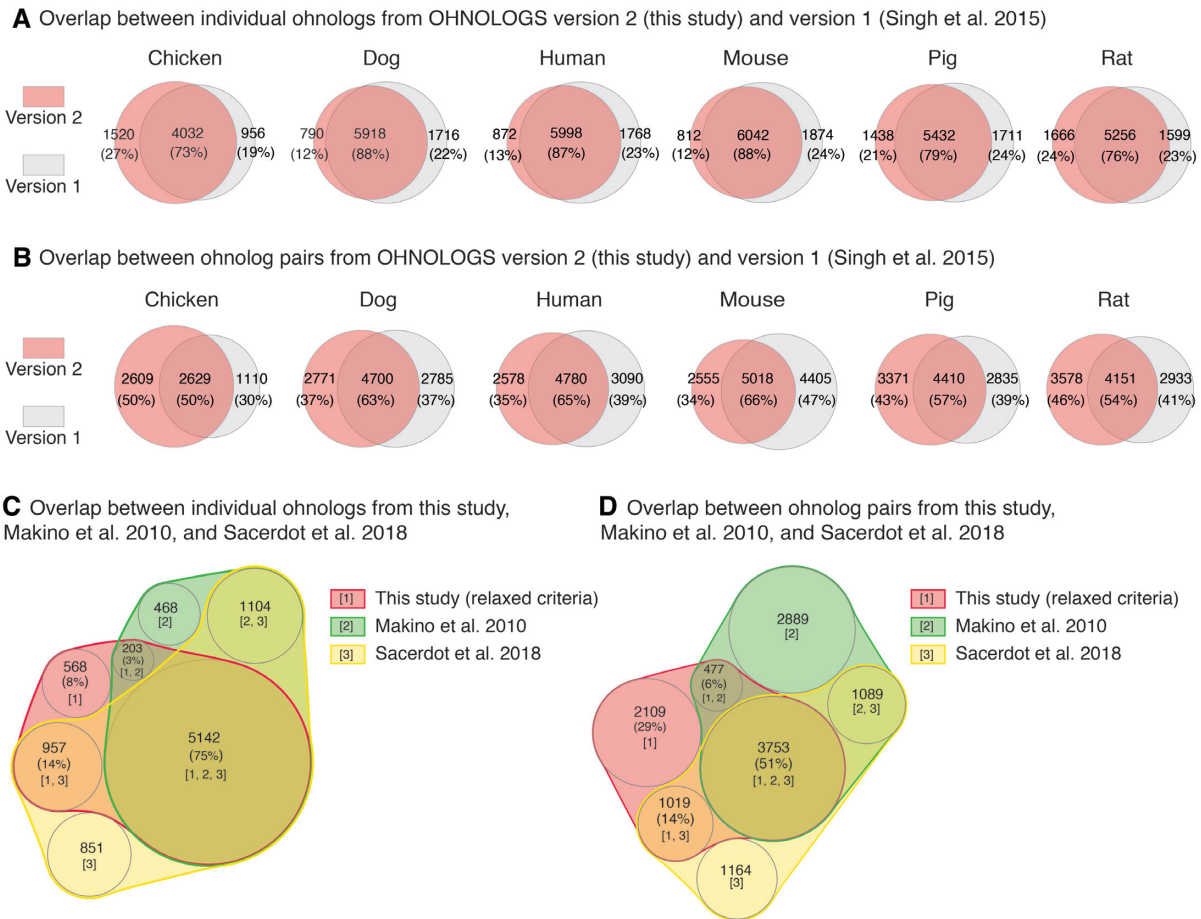 A Overlap between individual ohnologs from OHNOLOGS version 2 (this study) and version 1 (Singh et al. 2015)
Chicken Dog Human Mouse Pig Rat
Version 2
1520 4032 956 790 5918 1716 872 5998 1768 812 6042 1874 1438 5432 1711 1666 5256 1599
(27%) (73%) (19%) (12%) (88%) (22%) (13%) (87%) (23%) (12%) (88%) (24%) (21%) (79%) (24%) (24%) (76%) (23%)
Version 1
B Overlap between ohnolog pairs from OHNOLOGS version 2 (this study) and version 1 (Singh et al. 2015)
Chicken Dog Human Mouse Pig Rat
Version 2
2609 2629 1110 2771 4700 2785 2578 4780 3090 2555 5018 4405 3371 4410 2835 3578 4151 2933
(50%) (50%) (30%) (37%) (63%) (37%) (35%) (65%) (39%) (34%) (66%) (47%) (43%) (57%) (39%) (46%) (54%) (41%)
Version 1
C Overlap between individual ohnologs from this study,
Makino et al. 2010, and Sacerdot et al. 2018
468
[2]
1104
[2, 3]
203
(3%)
[1, 2]
568
(8%)
[1]
957
(14%)
[1, 3]
5142
(75%)
[1, 2, 3]
851
[3]
[1] This study (relaxed criteria)
[2] Makino et al. 2010
[3] Sacerdot et al. 2018
D Overlap between ohnolog pairs from this study,
Makino et al. 2010, and Sacerdot et al. 2018
2889
[2]
477
(6%)
[1, 2]
1089
[2, 3]
2109
(29%)
[1]
3753
(51%)
[1, 2, 3]
1019
(14%)
[1, 3]
1164
[3]
[1] This study (relaxed criteria)
[2] Makino et al. 2010
[3] Sacerdot et al. 2018